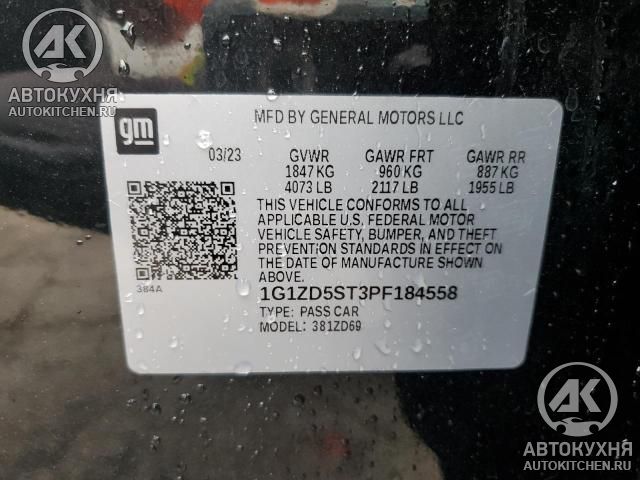 AK
АВТОКУХНЯ
AUTOKITCHEN.RU
gm
MFD BY GENERAL MOTORS LLC
03/23 GVWR GAWR FRT GAWR RR
1847 KG 960 KG 887 KG
4073 LB 2117 LB 1955 LB
THIS VEHICLE CONFORMS TO ALL
APPLICABLE U.S. FEDERAL MOTOR
VEHICLE SAFETY, BUMPER, AND THEFT
PREVENTION STANDARDS IN EFFECT ON
THE DATE OF MANUFACTURE SHOWN
ABOVE.
384A
1G1ZD5ST3PF184558
TYPE: PASS CAR
MODEL: 381ZD69
AK
АВТОКУХНЯ
AUTOKITCHEN.RU